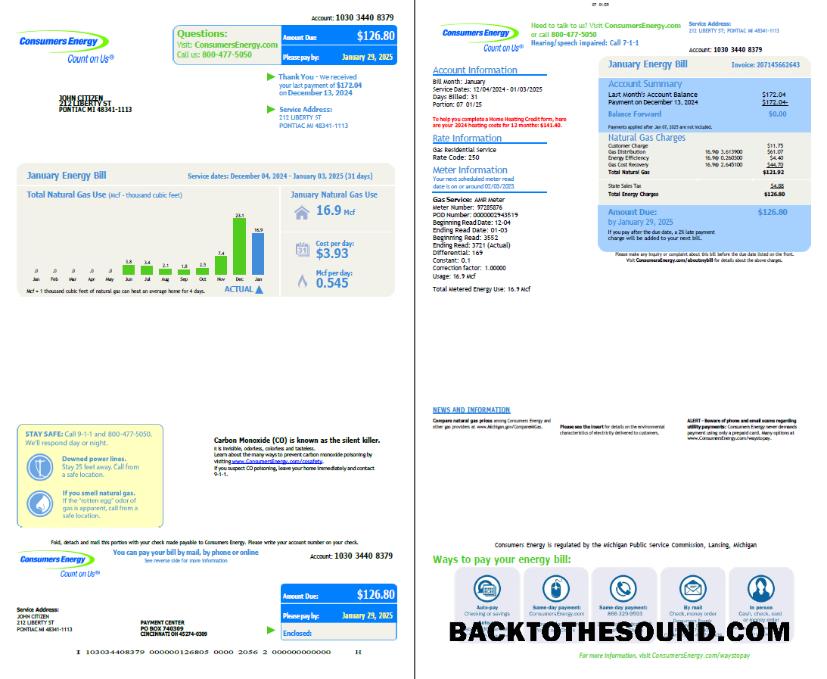 Account: 1030 3440 8379
Consumers Energy
Count on Us®
Questions:
Visit: ConsumersEnergy.com
Call us: 800-477-5050
Amount Due: $126.80
Please pay by: January 29, 2025
Thank You - We received
your last payment of $172.04
on December 13, 2024
Service Address:
212 LIBERTY ST
PONTIAC MI 48341-1113
JOHN CITIZEN
212 LIBERTY ST
PONTIAC MI 48341-1113
January Energy Bill
Service dates: December 04, 2024 - January 03, 2025 (31 days)
Total Natural Gas Use (Mcf - thousand cubic feet)
3.8 3.4 2.1 1.8 2.5 7.4 23.1 16.9
Jan Feb Mar Apr May Jun Jul Aug Sep Oct Nov Dec Jan
Mcf = 1 thousand cubic feet of natural gas can heat an average home for 4 days.
ACTUAL
January Natural Gas Use
16.9 Mcf
Cost per day:
$3.93
Mcf per day:
0.545
STAY SAFE: Call 9-1-1 and 800-477-5050.
We'll respond day or night.
Downed power lines.
Stay 25 feet away. Call from
a safe location.
If you smell natural gas.
If the "rotten egg" odor of
gas is apparent, call from a
safe location.
Carbon Monoxide (CO) is known as the silent killer.
It is invisible, odorless, colorless and tasteless.
Learn about the many ways to prevent carbon monoxide poisoning by
visiting www.ConsumersEnergy.com/cosafety.
If you suspect CO poisoning, leave your home immediately and contact
9-1-1.
Fold, detach and mail this portion with your check made payable to Consumers Energy. Please write your account number on your check.
Consumers Energy
Count on Us®
You can pay your bill by mail, by phone or online
See reverse side for more information
Account: 1030 3440 8379
Amount Due: $126.80
Please pay by: January 29, 2025
Enclosed:
Service Address:
JOHN CITIZEN
212 LIBERTY ST
PONTIAC MI 48341-1113
PAYMENT CENTER
PO BOX 740309
CINCINNATI OH 45274-0309
I 103034408379 000000126805 0000 2056 2 000000000000 H
07 01 05
Consumers Energy
Count on Us®
Need to talk to us? Visit ConsumersEnergy.com
or call 800-477-5050
Hearing/speech impaired: Call 7-1-1
Service Address:
212 LIBERTY ST; PONTIAC MI 48341-1113
Account: 1030 3440 8379
Account Information
Bill Month: January
Service Dates: 12/04/2024 - 01/03/2025
Days Billed: 31
Portion: 07 01/25
To help you complete a Home Heating Credit form, here
are your 2024 heating costs for 12 months: $141.40.
Rate Information
Gas Residential Service
Rate Code: 250
Meter Information
Your next scheduled meter read
date is on or around 02/03/2025
Gas Service: AMR Meter
Meter Number: 97285876
POD Number: 0000002943519
Beginning Read Date: 12-04
Ending Read Date: 01-03
Beginning Read: 3552
Ending Read: 3721 (Actual)
Differential: 169
Constant: 0.1
Correction factor: 1.00000
Usage: 16.9 Mcf
Total Metered Energy Use: 16.9 Mcf
January Energy Bill
Invoice: 207145662643
Account Summary
Last Month's Account Balance $172.04
Payment on December 13, 2024 $172.04-
Balance Forward $0.00
Payments applied after Jan 07, 2025 are not included.
Natural Gas Charges
Customer Charge $11.75
Gas Distribution 16.9@ 3.613900 $61.07
Energy Efficiency 16.9@ 0.260300 $4.40
Gas Cost Recovery 16.9@ 2.645100 $44.70
Total Natural Gas $121.92
State Sales Tax $4.88
Total Energy Charges $126.80
Amount Due: $126.80
by January 29, 2025
If you pay after the due date, a 2% late payment
charge will be added to your next bill.
Please make any inquiry or complaint about this bill before the due date listed on the front.
Visit ConsumersEnergy.com/aboutmybill for details about the above charges.
NEWS AND INFORMATION
Compare natural gas prices among Consumers Energy and
other gas providers at www.Michigan.gov/CompareMIGas.
Please see the insert for details on the environmental
characteristics of electricity delivered to customers.
ALERT - Beware of phone and email scams regarding
utility payments: Consumers Energy never demands
payment using only a prepaid card. Many options at
www.ConsumersEnergy.com/waystopay.
Consumers Energy is regulated by the Michigan Public Service Commission, Lansing, Michigan
Ways to pay your energy bill:
Auto-pay
Checking or savings
Same-day payment:
ConsumersEnergy.com
Same-day payment:
866-329-9593
By mail
Check, money order
In person
Cash, check, card
or money order
BACKTOTHESOUND.COM
For more information, visit ConsumersEnergy.com/waystopay